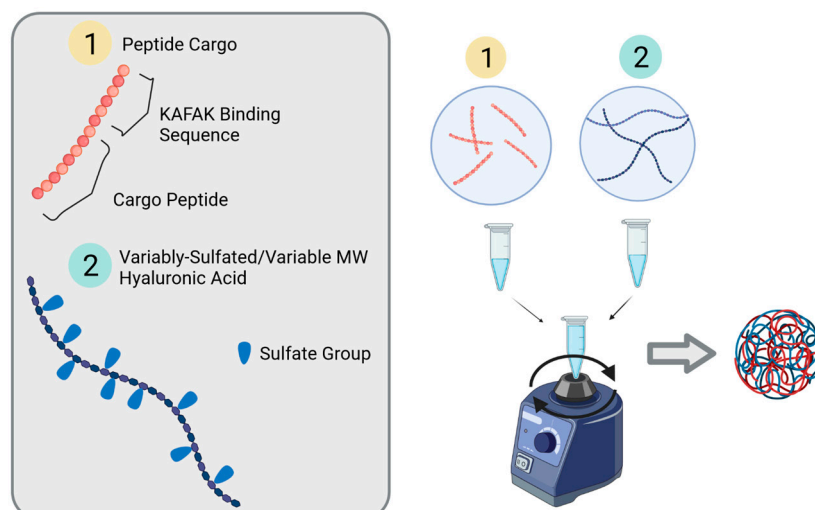 1
Peptide Cargo
KAFAK Binding
Sequence
Cargo Peptide
2
Variably-Sulfated/Variable MW
Hyaluronic Acid
Sulfate Group
1
2